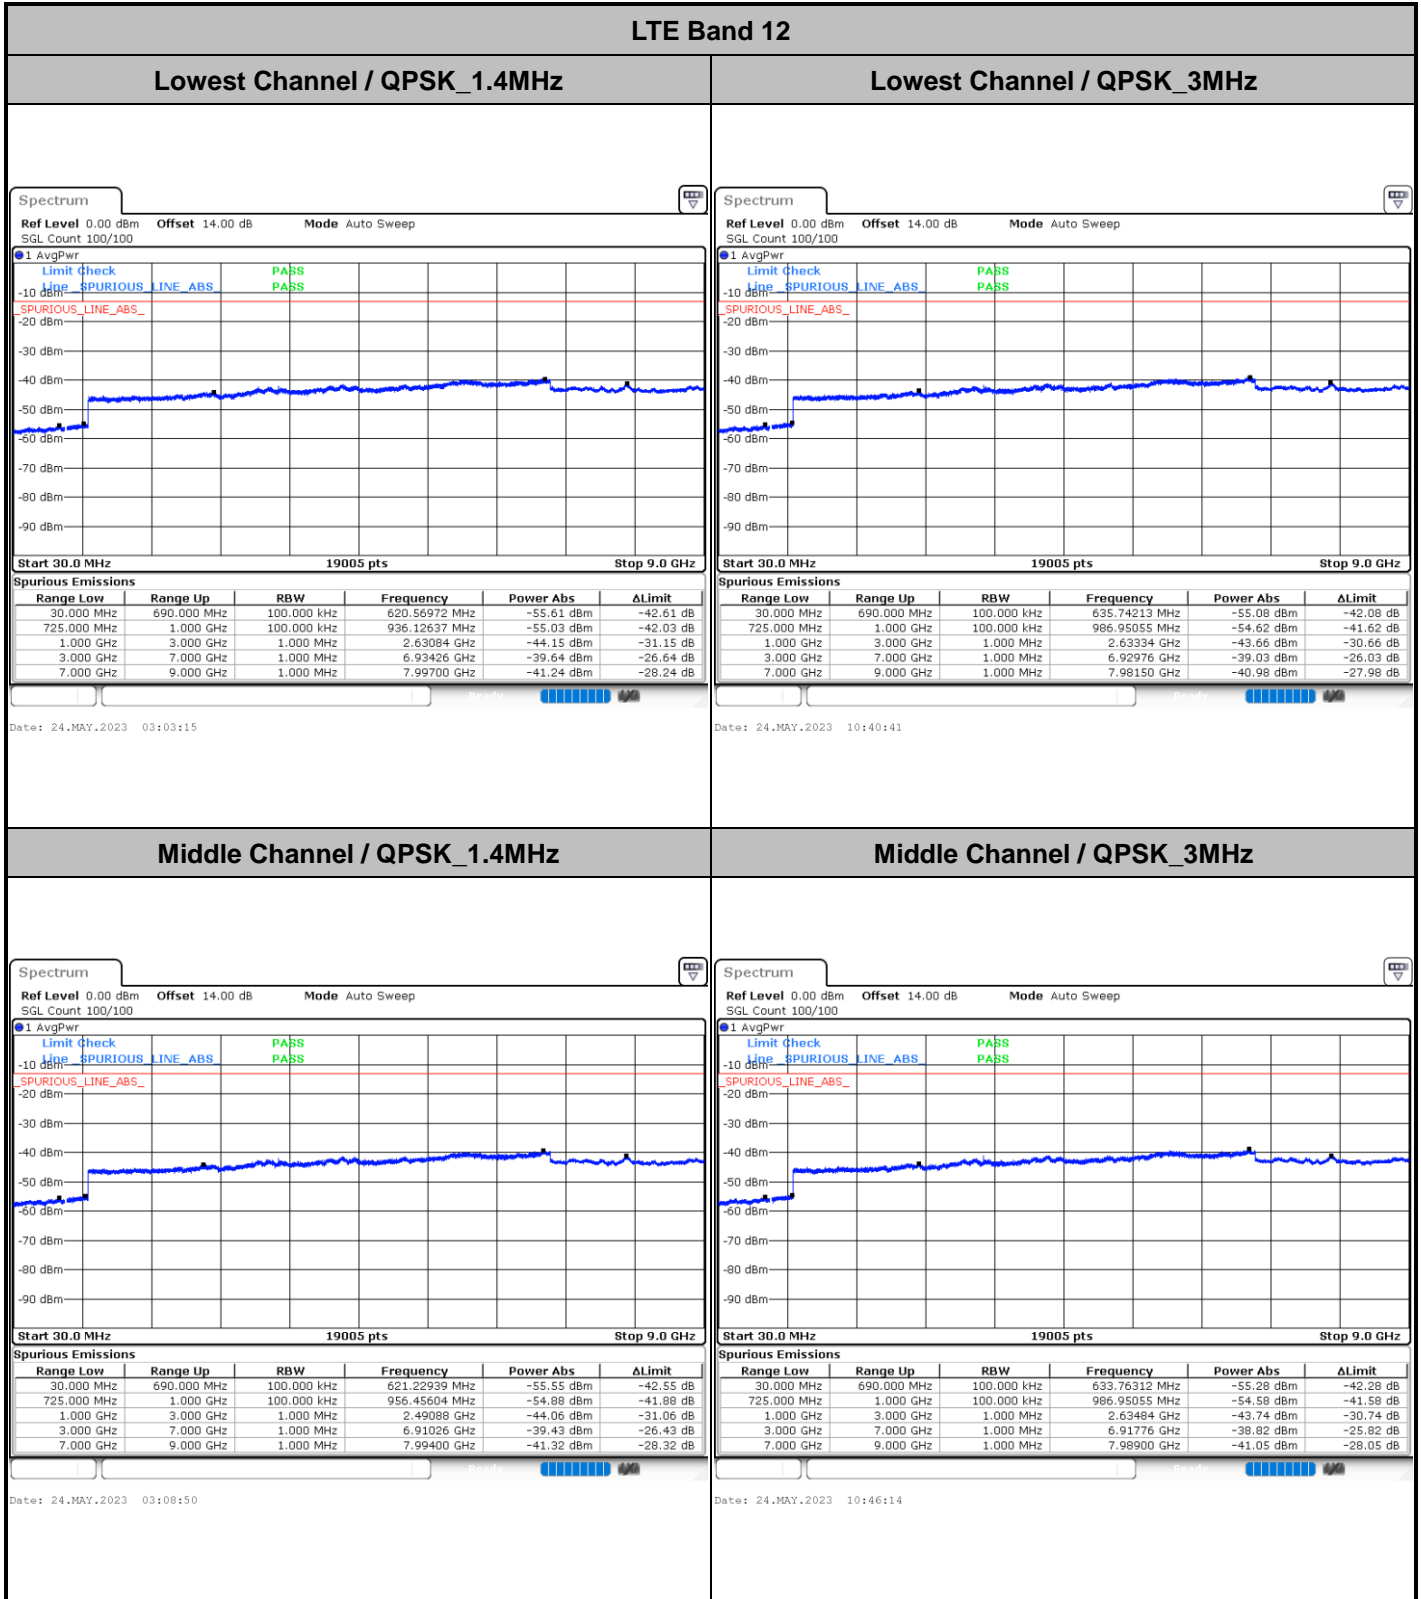 LTE Band 12
Lowest Channel / QPSK_1.4MHz
Lowest Channel / QPSK_3MHz
Spectrum
Ref Level 0.00 dBm Offset 14.00 dB Mode Auto Sweep
SGL Count 100/100
1 AvgPwr
Limit Check PASS
Line _SPURIOUS_LINE_ABS_ PASS
-10 dBm
_SPURIOUS_LINE_ABS_
-20 dBm
-30 dBm
-40 dBm
-50 dBm
-60 dBm
-70 dBm
-80 dBm
-90 dBm
Start 30.0 MHz 19005 pts Stop 9.0 GHz
Spurious Emissions
Range Low Range Up RBW Frequency Power Abs ΔLimit
30.000 MHz 690.000 MHz 100.000 kHz 620.56972 MHz -55.61 dBm -42.61 dB
725.000 MHz 1.000 GHz 100.000 kHz 936.12637 MHz -55.03 dBm -42.03 dB
1.000 GHz 3.000 GHz 1.000 MHz 2.63084 GHz -44.15 dBm -31.15 dB
3.000 GHz 7.000 GHz 1.000 MHz 6.93426 GHz -39.64 dBm -26.64 dB
7.000 GHz 9.000 GHz 1.000 MHz 7.99700 GHz -41.24 dBm -28.24 dB
Date: 24.MAY.2023 03:03:15
Spectrum
Ref Level 0.00 dBm Offset 14.00 dB Mode Auto Sweep
SGL Count 100/100
1 AvgPwr
Limit Check PASS
Line _SPURIOUS_LINE_ABS_ PASS
-10 dBm
_SPURIOUS_LINE_ABS_
-20 dBm
-30 dBm
-40 dBm
-50 dBm
-60 dBm
-70 dBm
-80 dBm
-90 dBm
Start 30.0 MHz 19005 pts Stop 9.0 GHz
Spurious Emissions
Range Low Range Up RBW Frequency Power Abs ΔLimit
30.000 MHz 690.000 MHz 100.000 kHz 635.74213 MHz -55.08 dBm -42.08 dB
725.000 MHz 1.000 GHz 100.000 kHz 986.95055 MHz -54.62 dBm -41.62 dB
1.000 GHz 3.000 GHz 1.000 MHz 2.63334 GHz -43.66 dBm -30.66 dB
3.000 GHz 7.000 GHz 1.000 MHz 6.92976 GHz -39.03 dBm -26.03 dB
7.000 GHz 9.000 GHz 1.000 MHz 7.98150 GHz -40.98 dBm -27.98 dB
Ready
Date: 24.MAY.2023 10:40:41
Middle Channel / QPSK_1.4MHz
Middle Channel / QPSK_3MHz
Spectrum
Ref Level 0.00 dBm Offset 14.00 dB Mode Auto Sweep
SGL Count 100/100
1 AvgPwr
Limit Check PASS
Line _SPURIOUS_LINE_ABS_ PASS
-10 dBm
_SPURIOUS_LINE_ABS_
-20 dBm
-30 dBm
-40 dBm
-50 dBm
-60 dBm
-70 dBm
-80 dBm
-90 dBm
Start 30.0 MHz 19005 pts Stop 9.0 GHz
Spurious Emissions
Range Low Range Up RBW Frequency Power Abs ΔLimit
30.000 MHz 690.000 MHz 100.000 kHz 621.22939 MHz -55.55 dBm -42.55 dB
725.000 MHz 1.000 GHz 100.000 kHz 956.45604 MHz -54.88 dBm -41.88 dB
1.000 GHz 3.000 GHz 1.000 MHz 2.49088 GHz -44.06 dBm -31.06 dB
3.000 GHz 7.000 GHz 1.000 MHz 6.91026 GHz -39.43 dBm -26.43 dB
7.000 GHz 9.000 GHz 1.000 MHz 7.99400 GHz -41.32 dBm -28.32 dB
Ready
Date: 24.MAY.2023 03:08:50
Spectrum
Ref Level 0.00 dBm Offset 14.00 dB Mode Auto Sweep
SGL Count 100/100
1 AvgPwr
Limit Check PASS
Line _SPURIOUS_LINE_ABS_ PASS
-10 dBm
_SPURIOUS_LINE_ABS_
-20 dBm
-30 dBm
-40 dBm
-50 dBm
-60 dBm
-70 dBm
-80 dBm
-90 dBm
Start 30.0 MHz 19005 pts Stop 9.0 GHz
Spurious Emissions
Range Low Range Up RBW Frequency Power Abs ΔLimit
30.000 MHz 690.000 MHz 100.000 kHz 633.76312 MHz -55.28 dBm -42.28 dB
725.000 MHz 1.000 GHz 100.000 kHz 986.95055 MHz -54.58 dBm -41.58 dB
1.000 GHz 3.000 GHz 1.000 MHz 2.63484 GHz -43.74 dBm -30.74 dB
3.000 GHz 7.000 GHz 1.000 MHz 6.91776 GHz -38.82 dBm -25.82 dB
7.000 GHz 9.000 GHz 1.000 MHz 7.98900 GHz -41.05 dBm -28.05 dB
Date: 24.MAY.2023 10:46:14